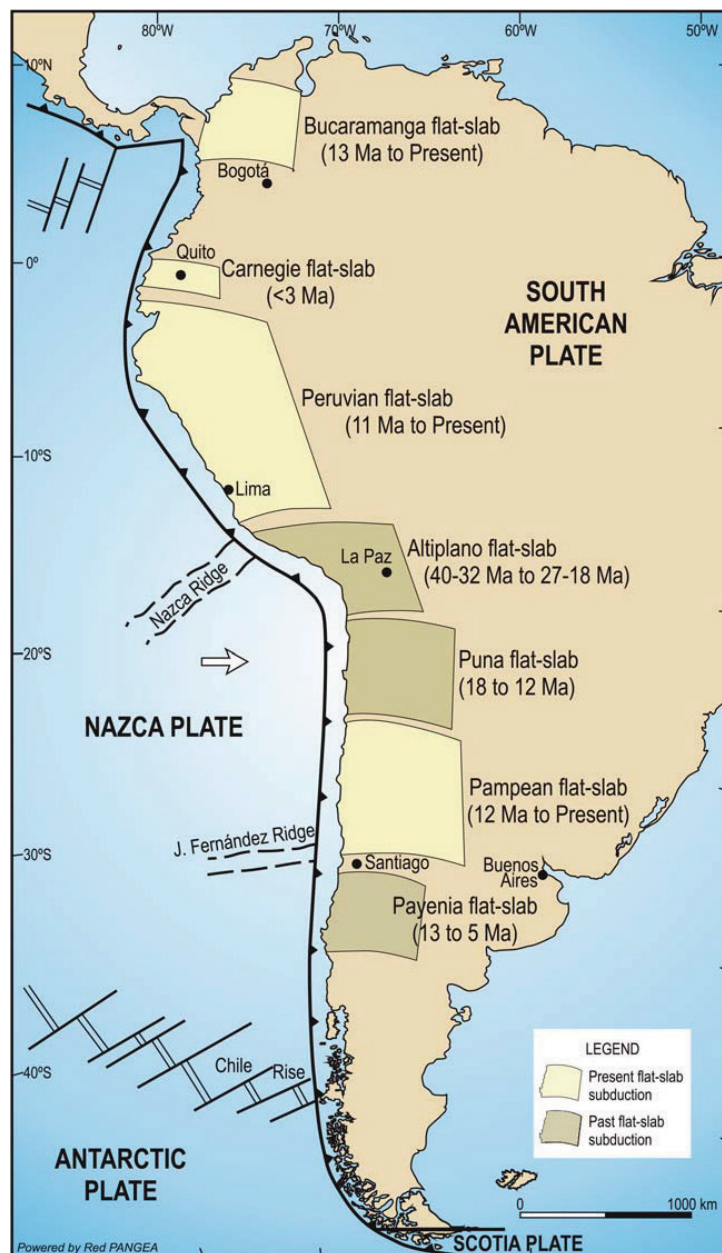 80°W
70°W
60°W
50°W
10°N
Bucaramanga flat-slab
(13 Ma to Present)
Bogotá
0°
Quito
Carnegie flat-slab
(<3 Ma)
SOUTH
AMERICAN
PLATE
Peruvian flat-slab
(11 Ma to Present)
10°S
Lima
Altiplano flat-slab
(40-32 Ma to 27-18 Ma)
La Paz
Nazca Ridge
20°S
Puna flat-slab
(18 to 12 Ma)
NAZCA PLATE
Pampean flat-slab
(12 Ma to Present)
J. Fernández Ridge
30°S
Santiago
Buenos
Aires
Payenia flat-slab
(13 to 5 Ma)
LEGEND
Present flat-slab
subduction
Past flat-slab
subduction
Chile Rise
40°S
ANTARCTIC
PLATE
0
1000 km
SCOTIA PLATE
Powered by Red PANGEA